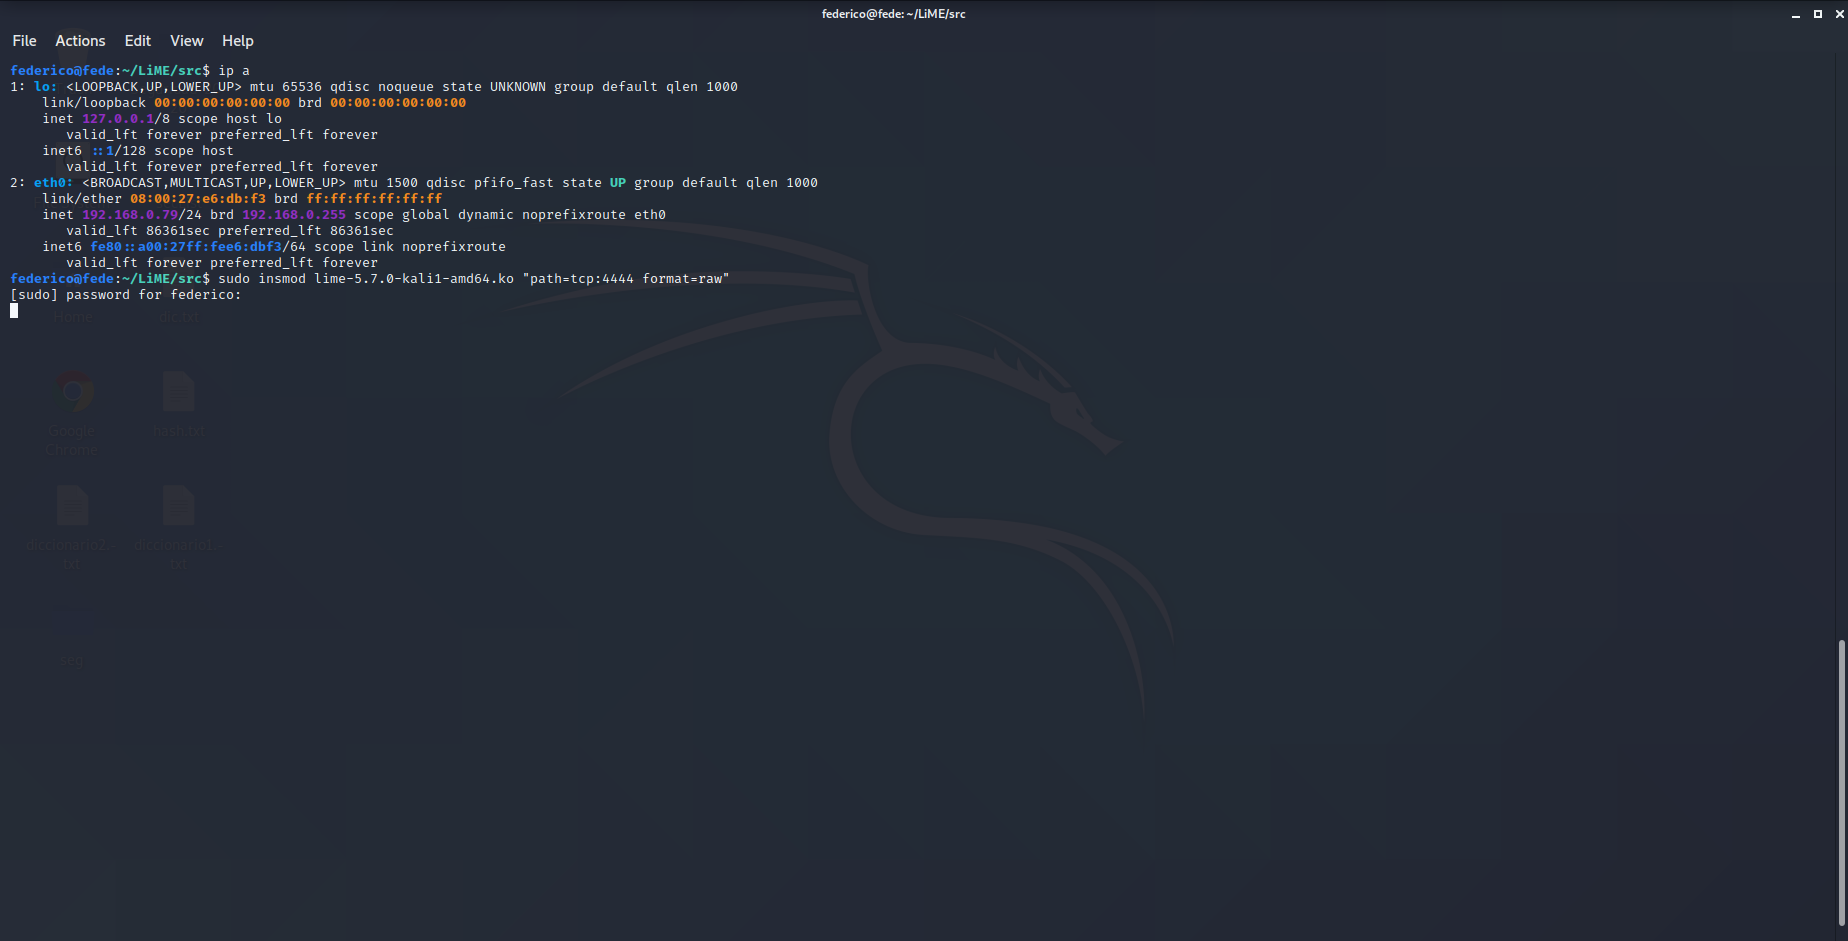 federico@fede: ~/LiME/src
File Actions Edit View Help
federico@fede:~/LiME/src$ ip a
1: lo: <LOOPBACK,UP,LOWER_UP> mtu 65536 qdisc noqueue state UNKNOWN group default qlen 1000
    link/loopback 00:00:00:00:00:00 brd 00:00:00:00:00:00
    inet 127.0.0.1/8 scope host lo
       valid_lft forever preferred_lft forever
    inet6 ::1/128 scope host
       valid_lft forever preferred_lft forever
2: eth0: <BROADCAST,MULTICAST,UP,LOWER_UP> mtu 1500 qdisc pfifo_fast state UP group default qlen 1000
    link/ether 08:00:27:e6:db:f3 brd ff:ff:ff:ff:ff:ff
    inet 192.168.0.79/24 brd 192.168.0.255 scope global dynamic noprefixroute eth0
       valid_lft 86361sec preferred_lft 86361sec
    inet6 fe80::a00:27ff:fee6:dbf3/64 scope link noprefixroute
       valid_lft forever preferred_lft forever
federico@fede:~/LiME/src$ sudo insmod lime-5.7.0-kali1-amd64.ko "path=tcp:4444 format=raw"
[sudo] password for federico:
Home
Google
Chrome
hash.txt
diccionario2.-
txt